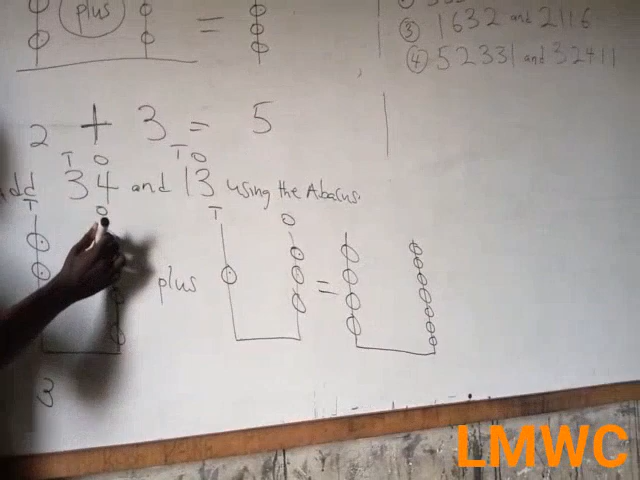 plus =
③ 1632 and 2116
④ 52331 and 32411
2 + 3 = 5
T O T O
Add 34 and 13 using the Abacus.
T O T O
plus =
3
LMWC